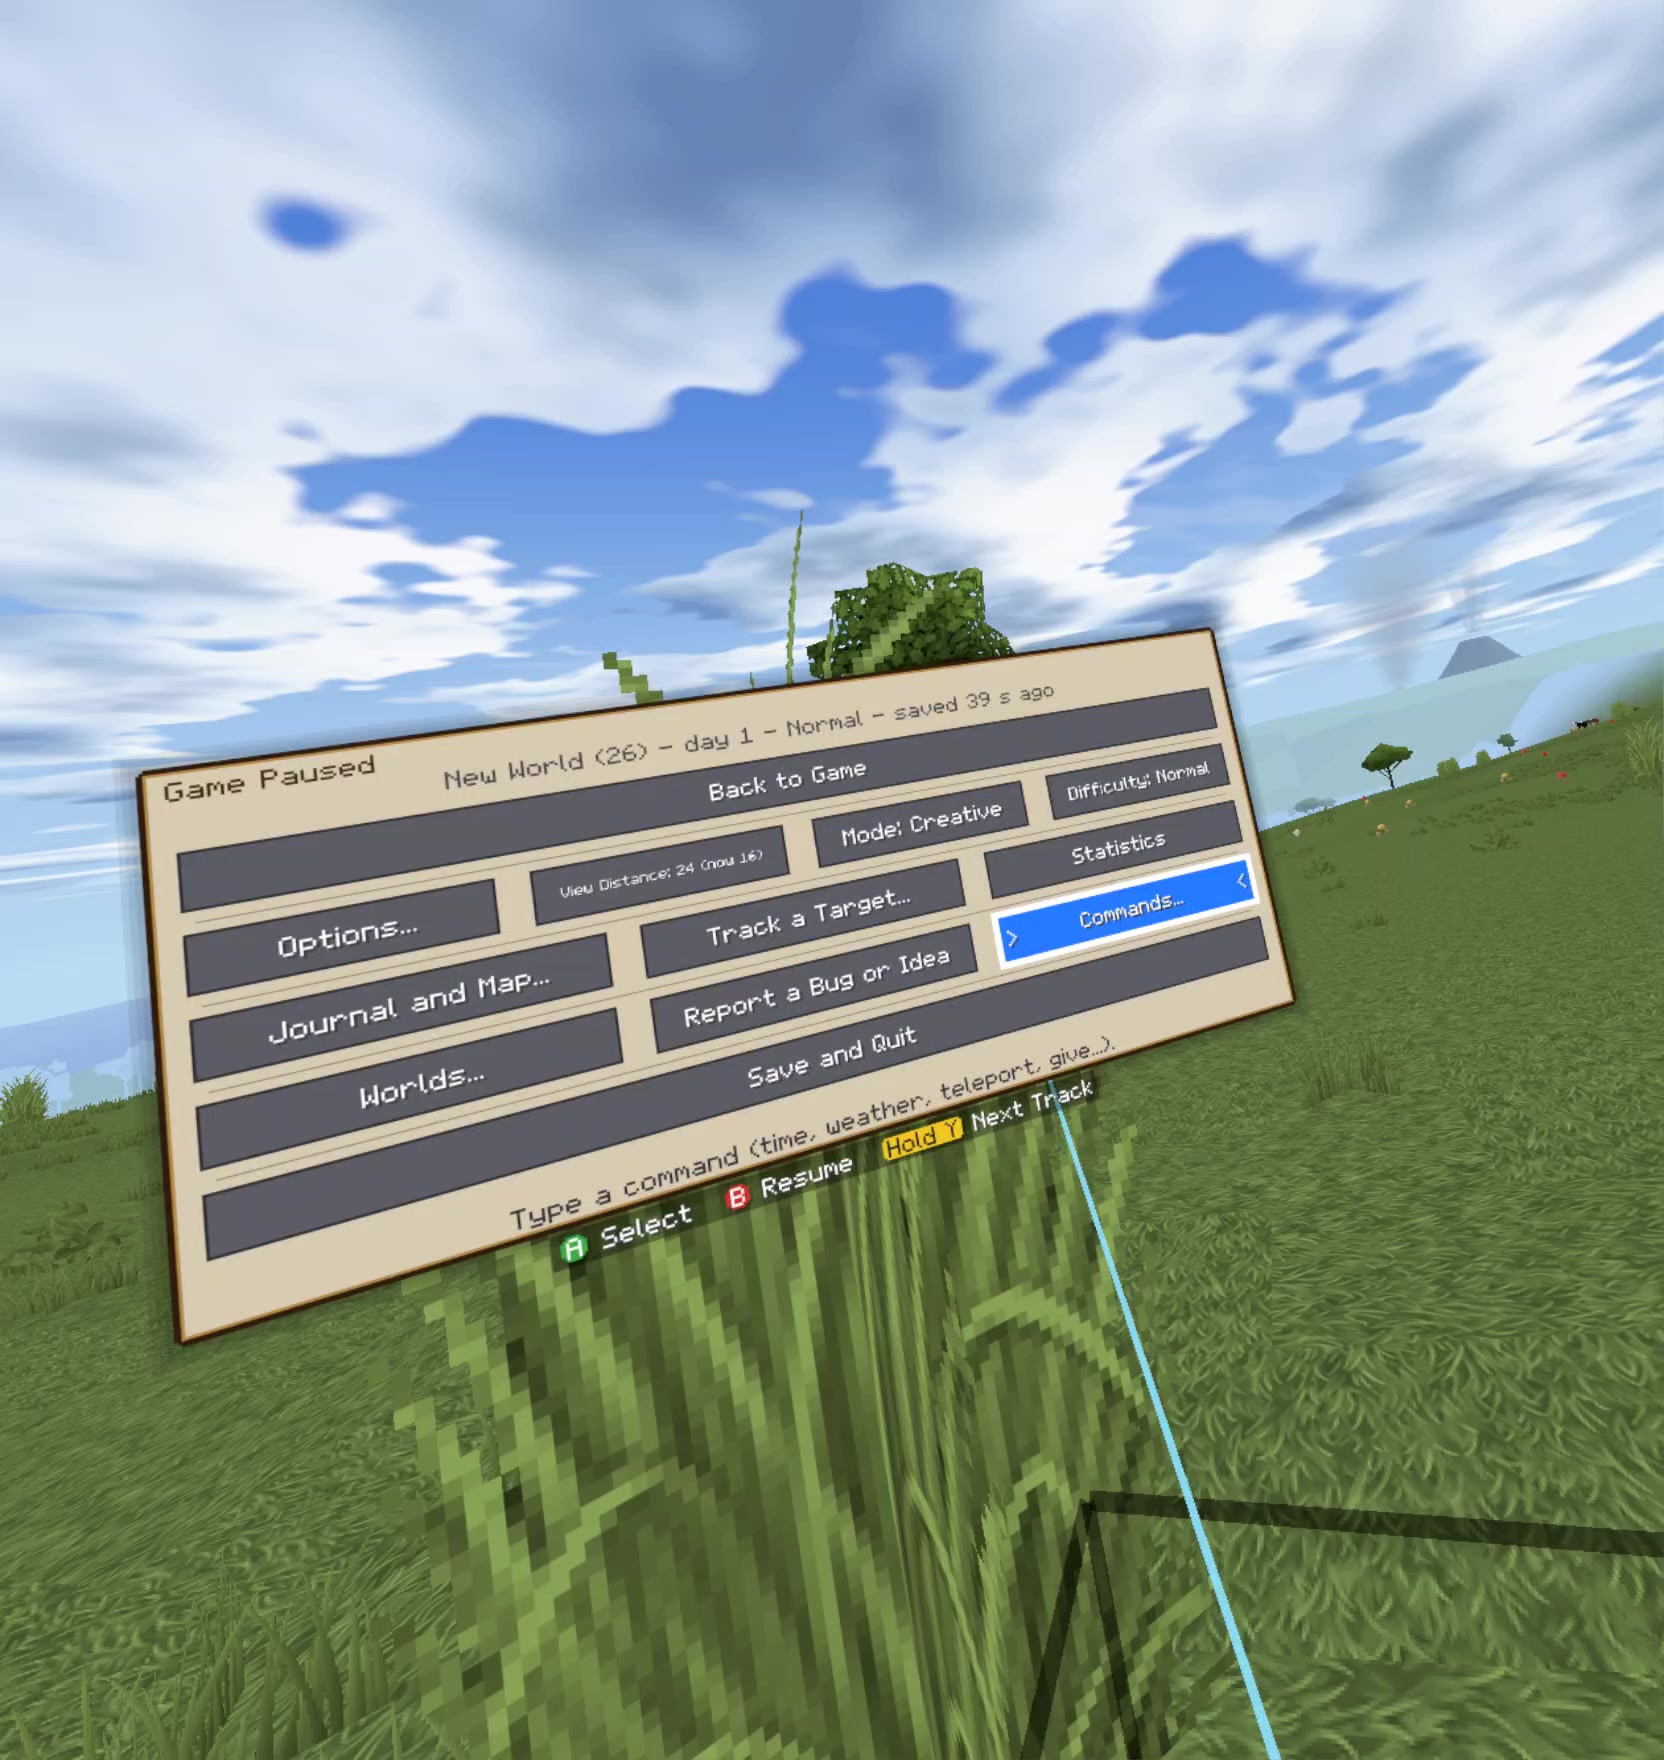 Game Paused
New World (26) – day 1 – Normal – saved 39 s ago
Back to Game
Options...
View Distance: 24 (now 16)
Mode: Creative
Difficulty: Normal
Journal and Map...
Track a Target...
Statistics
Worlds...
Report a Bug or Idea
> Commands... <
Save and Quit
Type a command (time, weather, teleport, give...).
A Select B Resume Hold Y Next Track